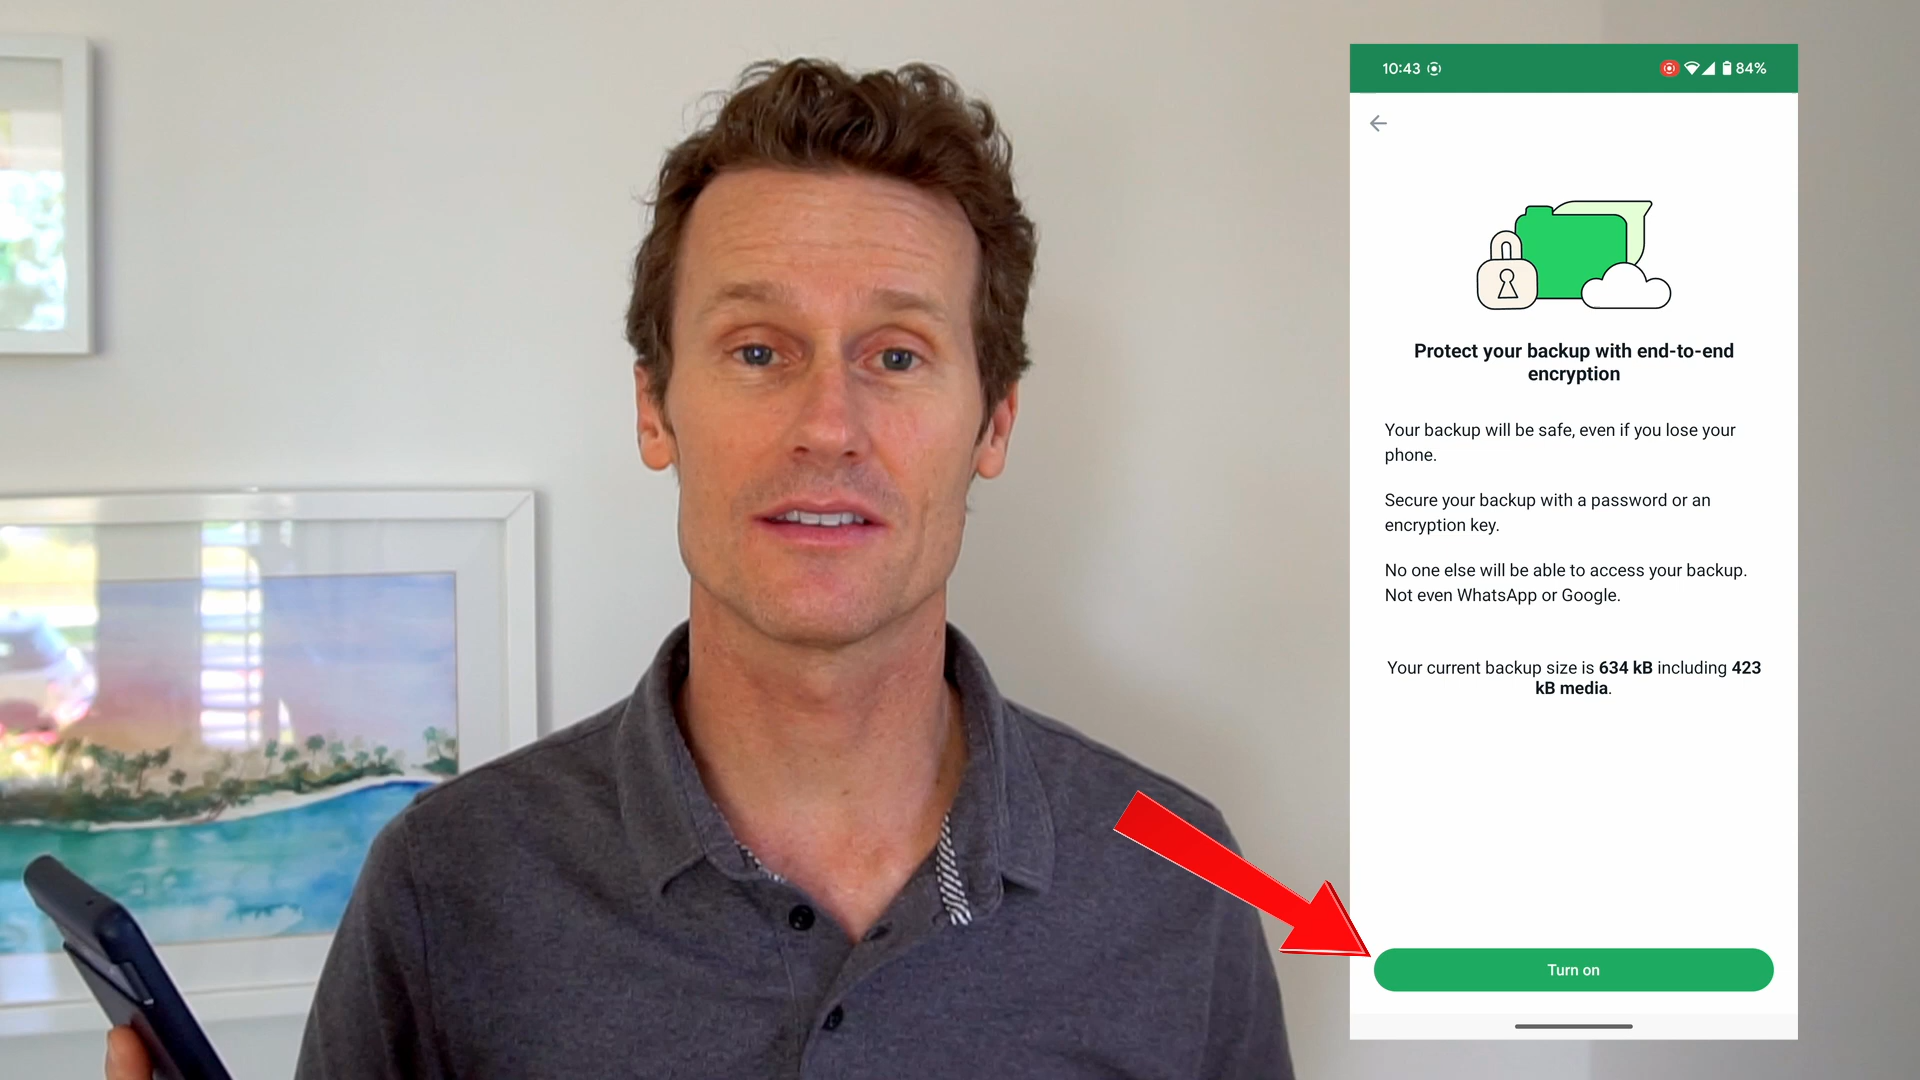 10:43
84%
Protect your backup with end-to-end
encryption
Your backup will be safe, even if you lose your
phone.
Secure your backup with a password or an
encryption key.
No one else will be able to access your backup.
Not even WhatsApp or Google.
Your current backup size is 634 kB including 423
kB media.
Turn on